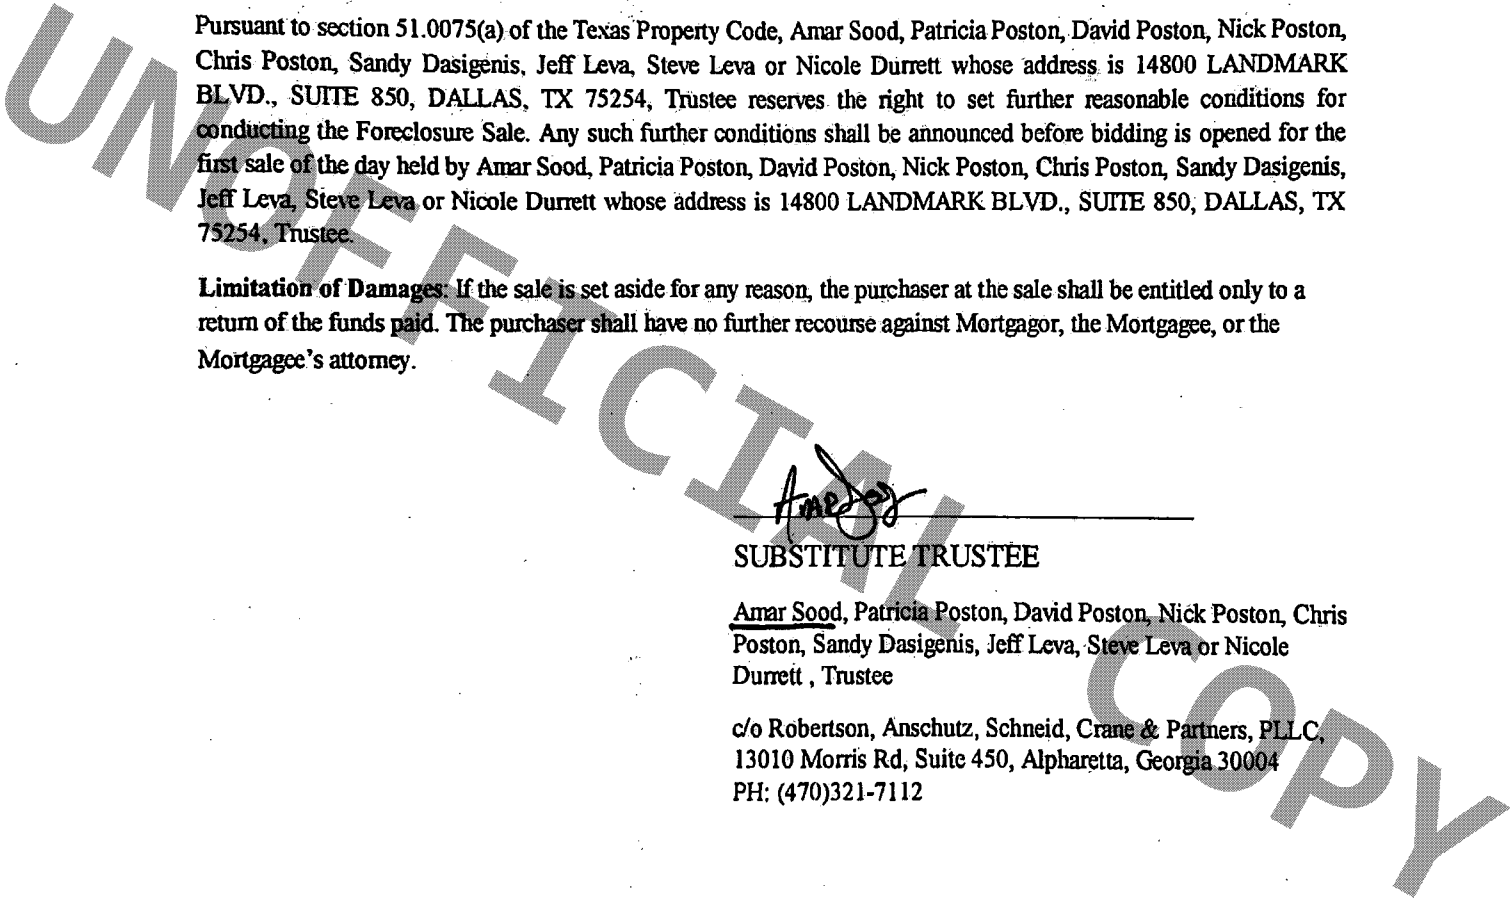 Pursuant to section 51.0075(a) of the Texas Property Code, Amar Sood, Patricia Poston, David Poston, Nick Poston,
Chris Poston, Sandy Dasigenis, Jeff Leva, Steve Leva or Nicole Durrett whose address is 14800 LANDMARK
BLVD., SUITE 850, DALLAS, TX 75254, Trustee reserves the right to set further reasonable conditions for
conducting the Foreclosure Sale. Any such further conditions shall be announced before bidding is opened for the
first sale of the day held by Amar Sood, Patricia Poston, David Poston, Nick Poston, Chris Poston, Sandy Dasigenis,
Jeff Leva, Steve Leva or Nicole Durrett whose address is 14800 LANDMARK BLVD., SUITE 850, DALLAS, TX
75254, Trustee.
Limitation of Damages: If the sale is set aside for any reason, the purchaser at the sale shall be entitled only to a
return of the funds paid. The purchaser shall have no further recourse against Mortgagor, the Mortgagee, or the
Mortgagee's attorney.
SUBSTITUTE TRUSTEE
Amar Sood, Patricia Poston, David Poston, Nick Poston, Chris
Poston, Sandy Dasigenis, Jeff Leva, Steve Leva or Nicole
Durrett , Trustee
c/o Robertson, Anschutz, Schneid, Crane & Partners, PLLC,
13010 Morris Rd, Suite 450, Alpharetta, Georgia 30004
PH: (470)321-7112
UNOFFICIAL COPY